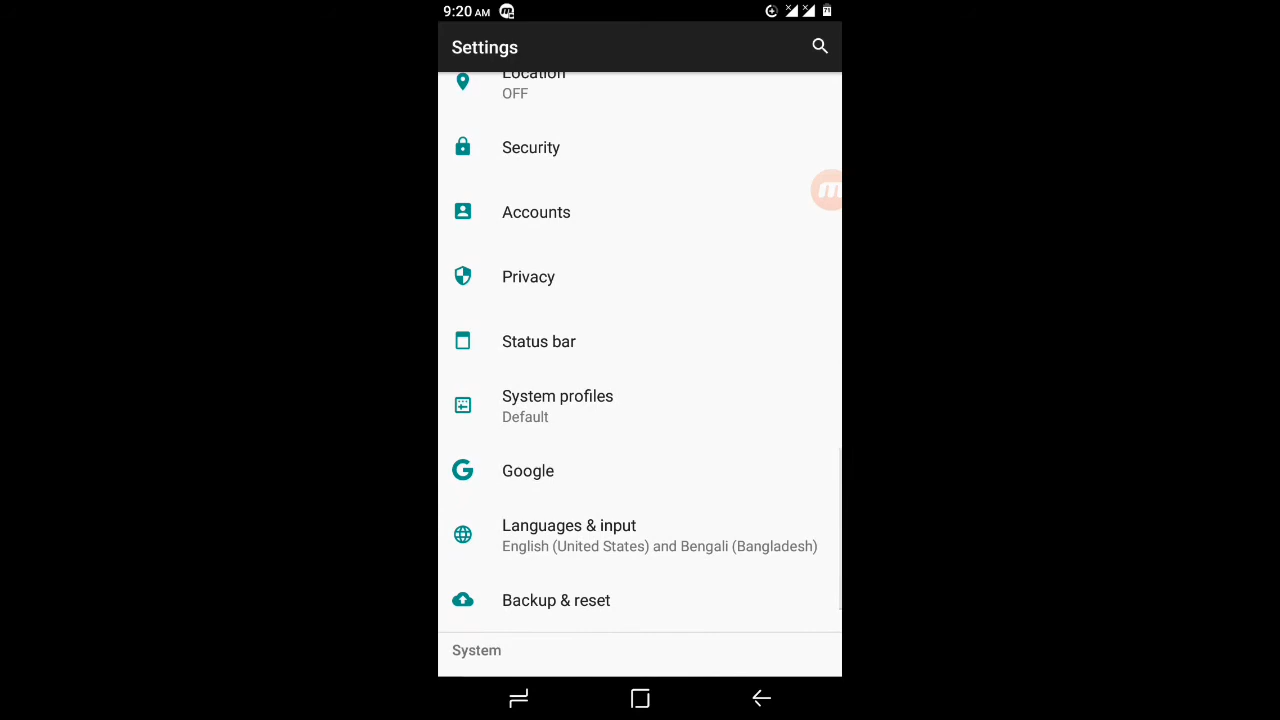 9:20 AM
Settings
Location
OFF
Security
Accounts
Privacy
Status bar
System profiles
Default
Google
Languages & input
English (United States) and Bengali (Bangladesh)
Backup & reset
System